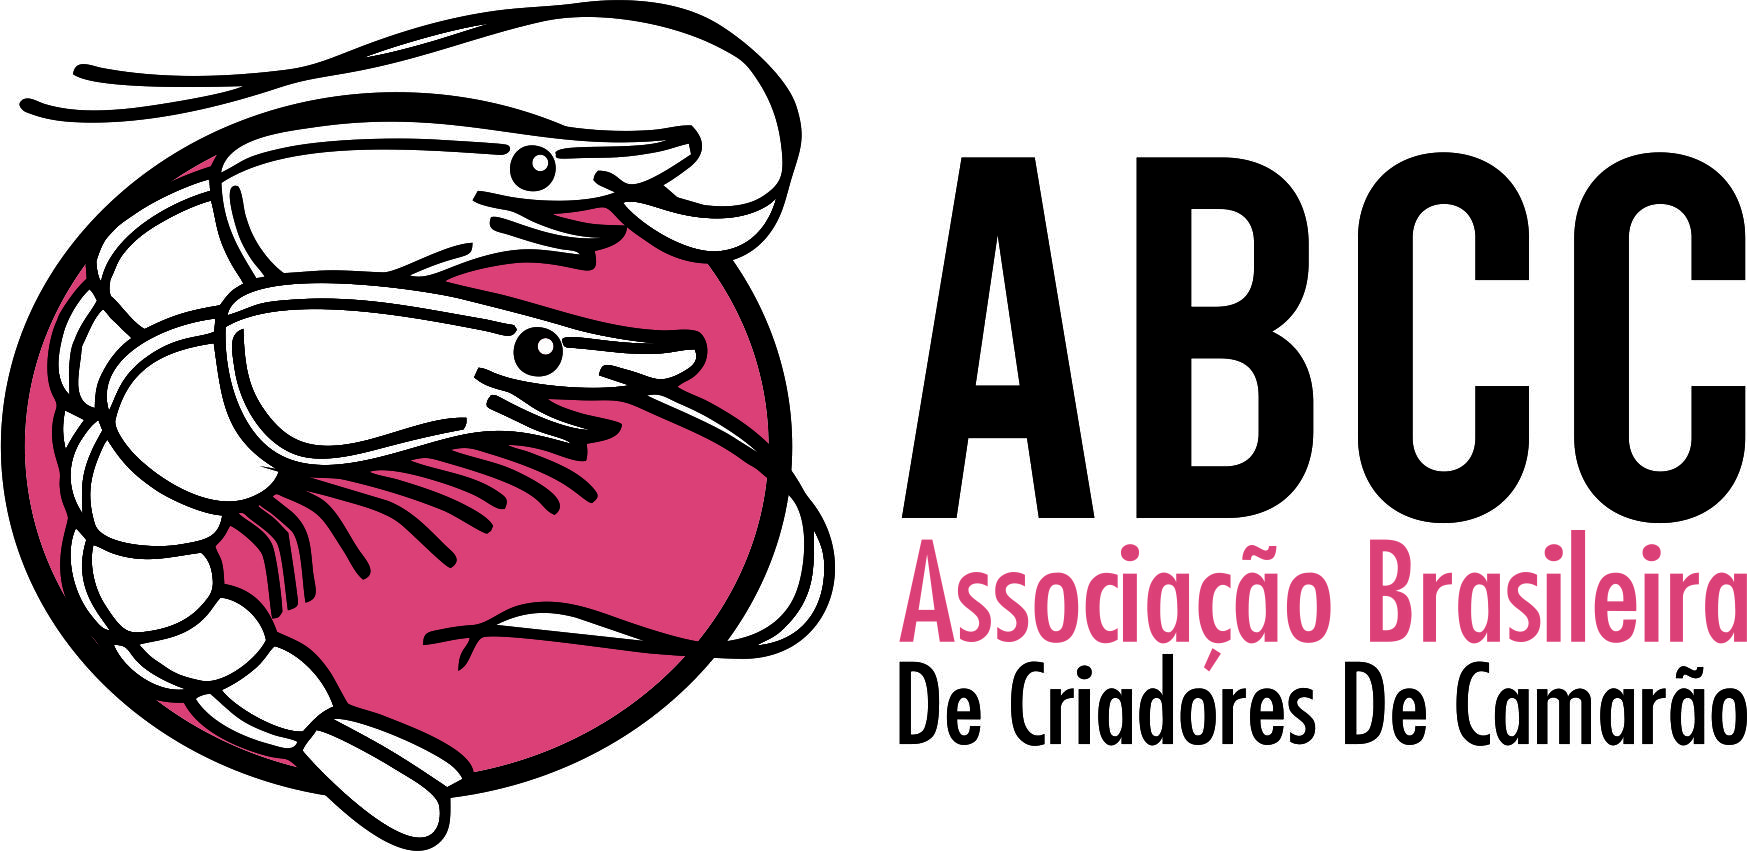 ABCC
Associação Brasileira
De Criadores De Camarão